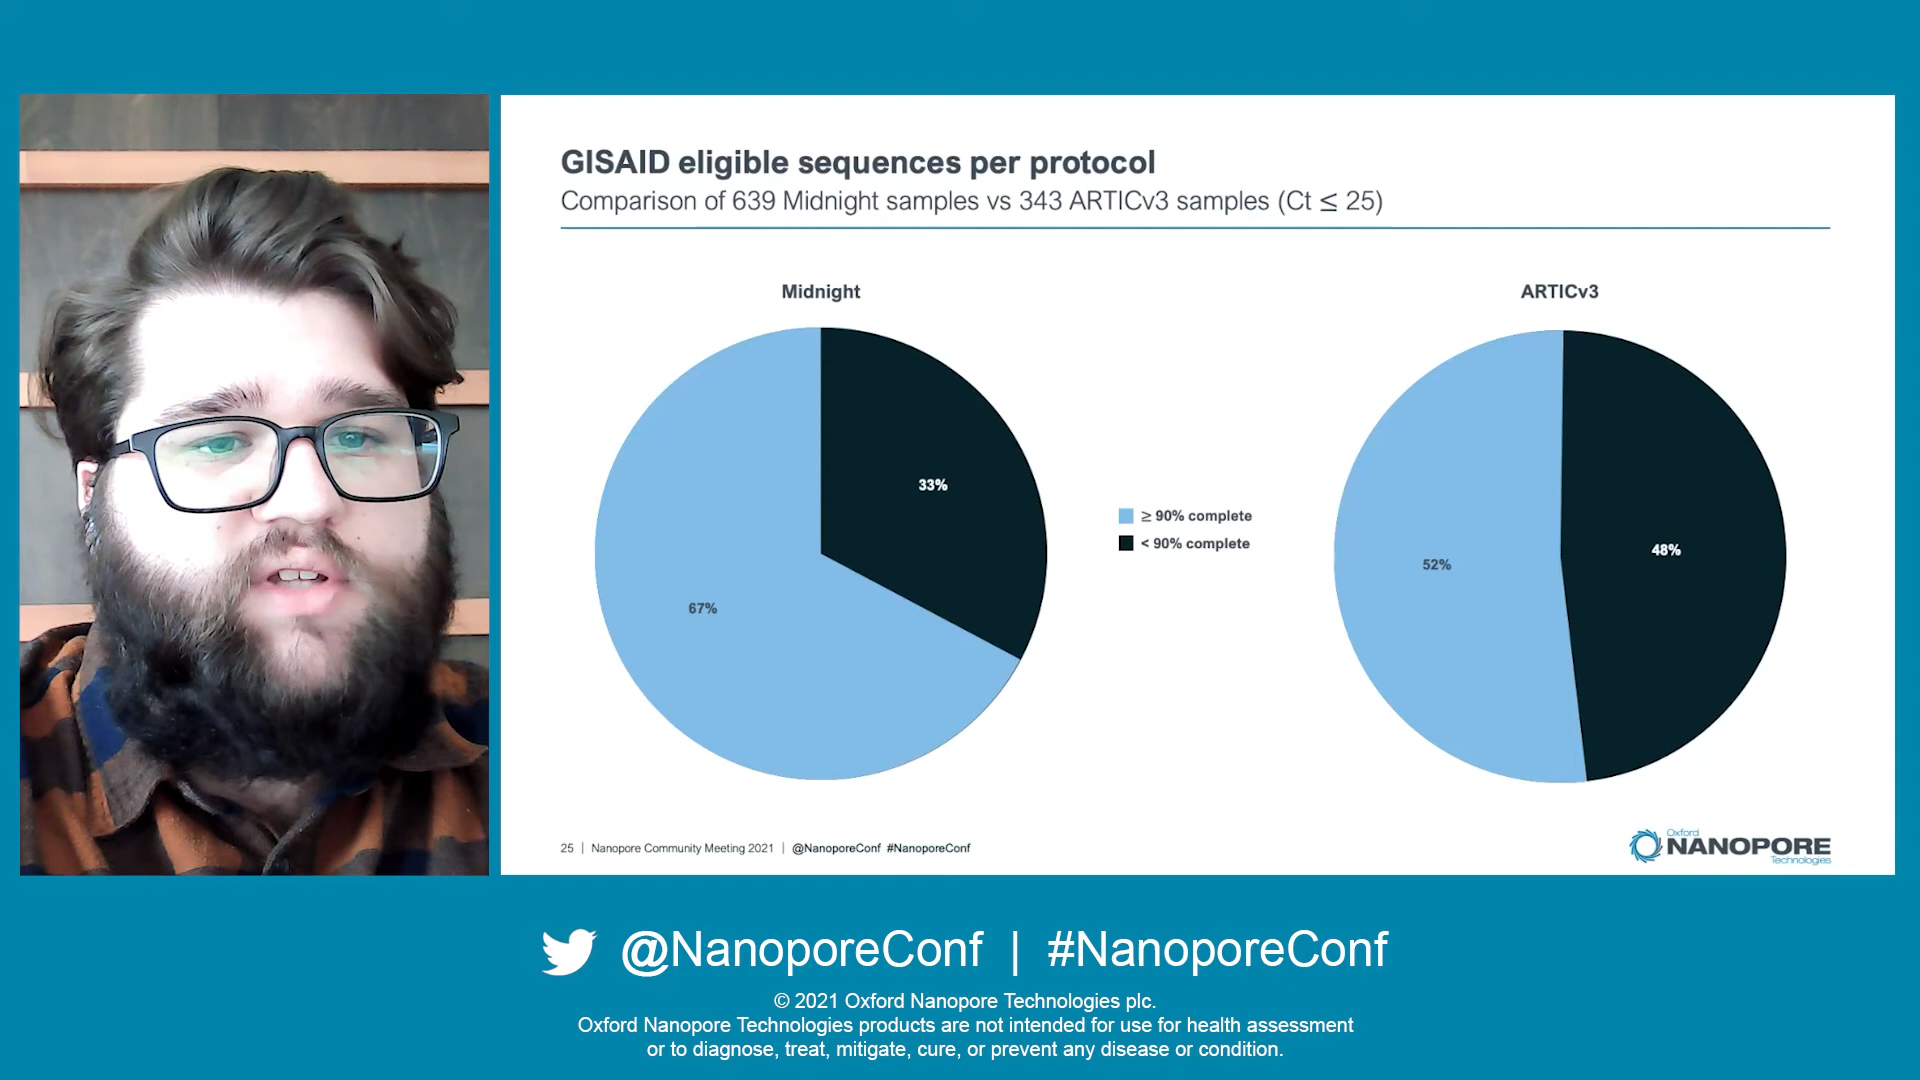 GISAID eligible sequences per protocol
Comparison of 639 Midnight samples vs 343 ARTICv3 samples (Ct ≤ 25)
Midnight
ARTICv3
33%
67%
≥ 90% complete
< 90% complete
52%
48%
25 | Nanopore Community Meeting 2021 | @NanoporeConf #NanoporeConf
Oxford
NANOPORE
Technologies
@NanoporeConf | #NanoporeConf
© 2021 Oxford Nanopore Technologies plc.
Oxford Nanopore Technologies products are not intended for use for health assessment
or to diagnose, treat, mitigate, cure, or prevent any disease or condition.